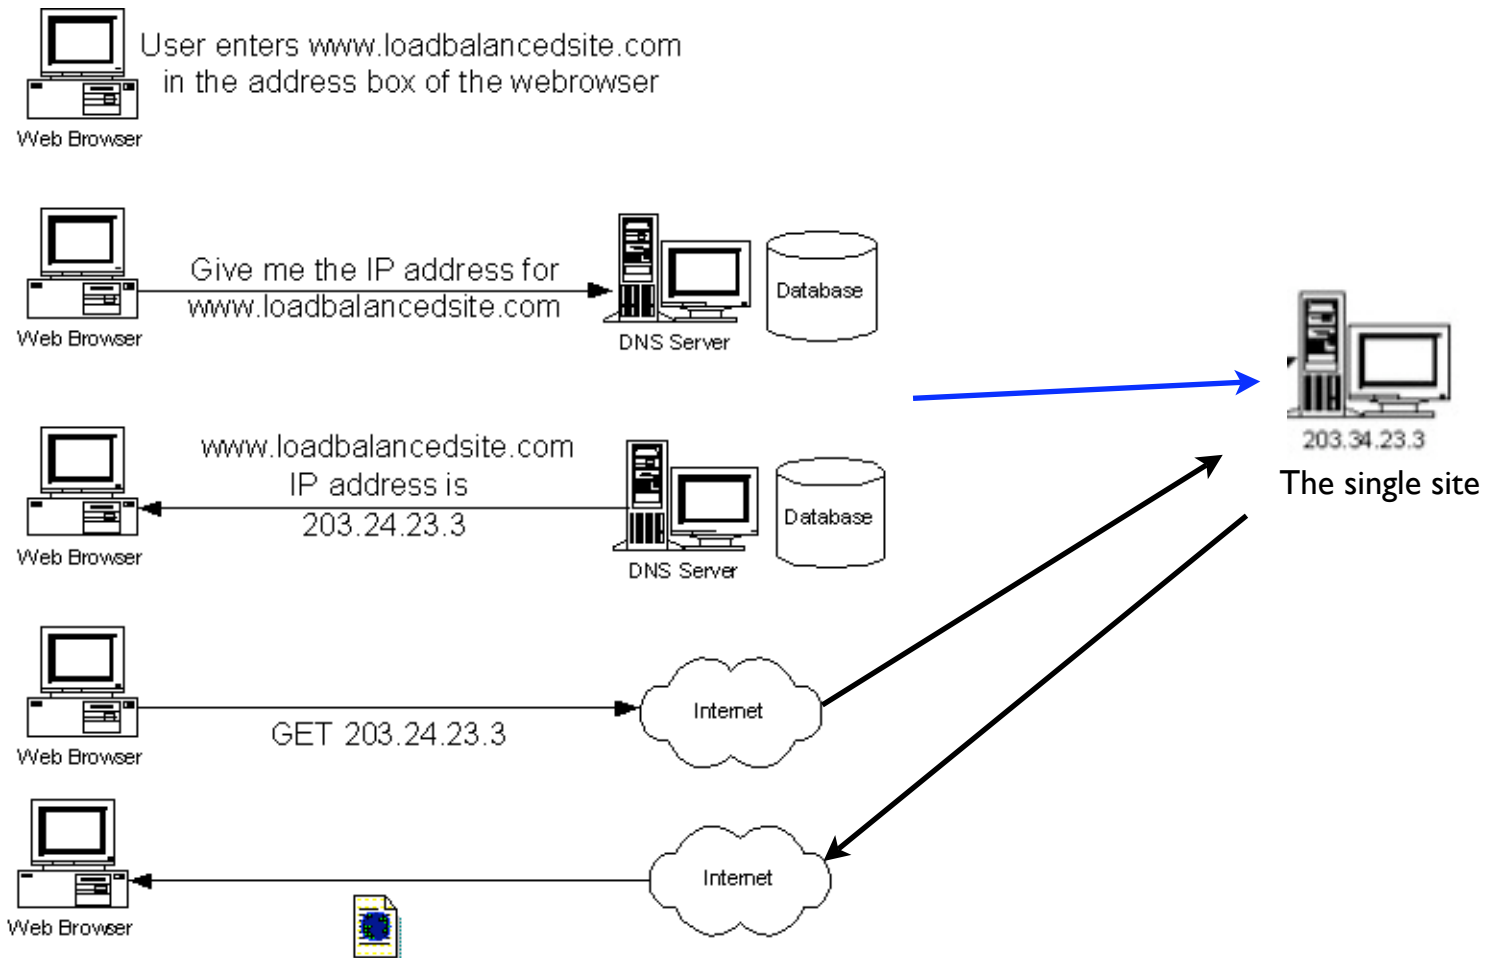 User enters www.loadbalancedsite.com
in the address box of the webrowser
Web Browser
Give me the IP address for
www.loadbalancedsite.com
Web Browser
DNS Server
Database
203.34.23.3
The single site
www.loadbalancedsite.com
IP address is
203.24.23.3
Web Browser
DNS Server
Database
Web Browser
GET 203.24.23.3
Internet
Web Browser
Internet